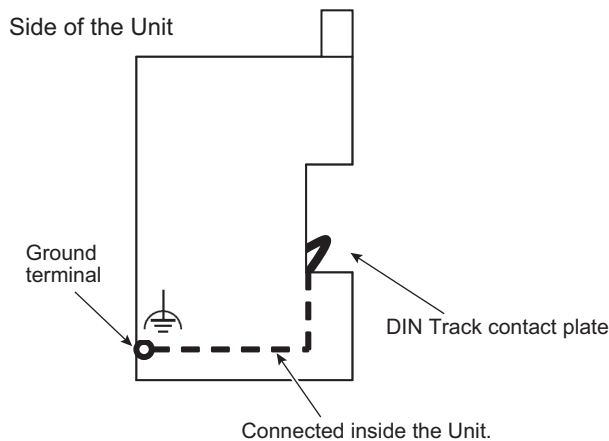 Side of the Unit
Ground
terminal
DIN Track contact plate
Connected inside the Unit.